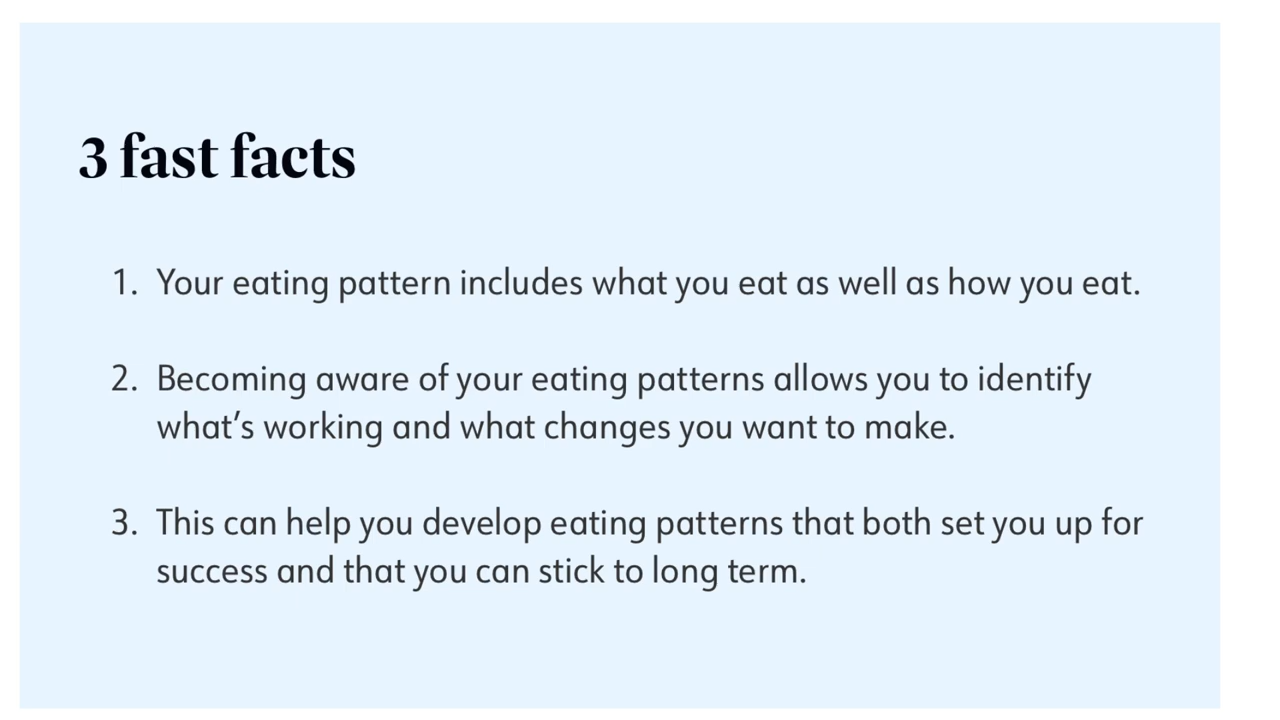 3 fast facts
1. Your eating pattern includes what you eat as well as how you eat.
2. Becoming aware of your eating patterns allows you to identify
what’s working and what changes you want to make.
3. This can help you develop eating patterns that both set you up for
success and that you can stick to long term.